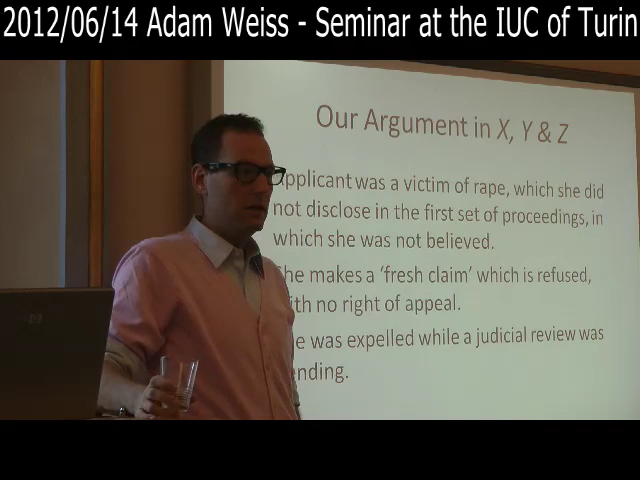 2012/06/14 Adam Weiss - Seminar at the IUC of Turin
Our Argument in X, Y & Z
applicant was a victim of rape, which she did
not disclose in the first set of proceedings, in
which she was not believed.
She makes a ‘fresh claim’ which is refused,
with no right of appeal.
was expelled while a judicial review was
pending.
hp